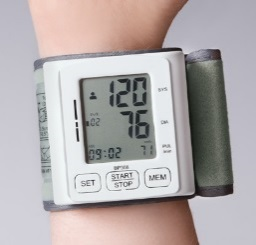 120 SYS
02 76 DIA
09:02 71 PUL
SET START STOP MEM